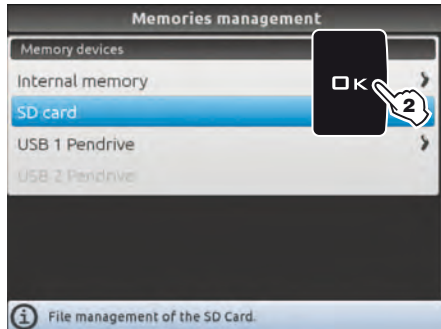 Memories management
Memory devices
Internal memory
OK
SD card
2
USB 1 Pendrive
USB 2 Pendrive
File management of the SD Card.